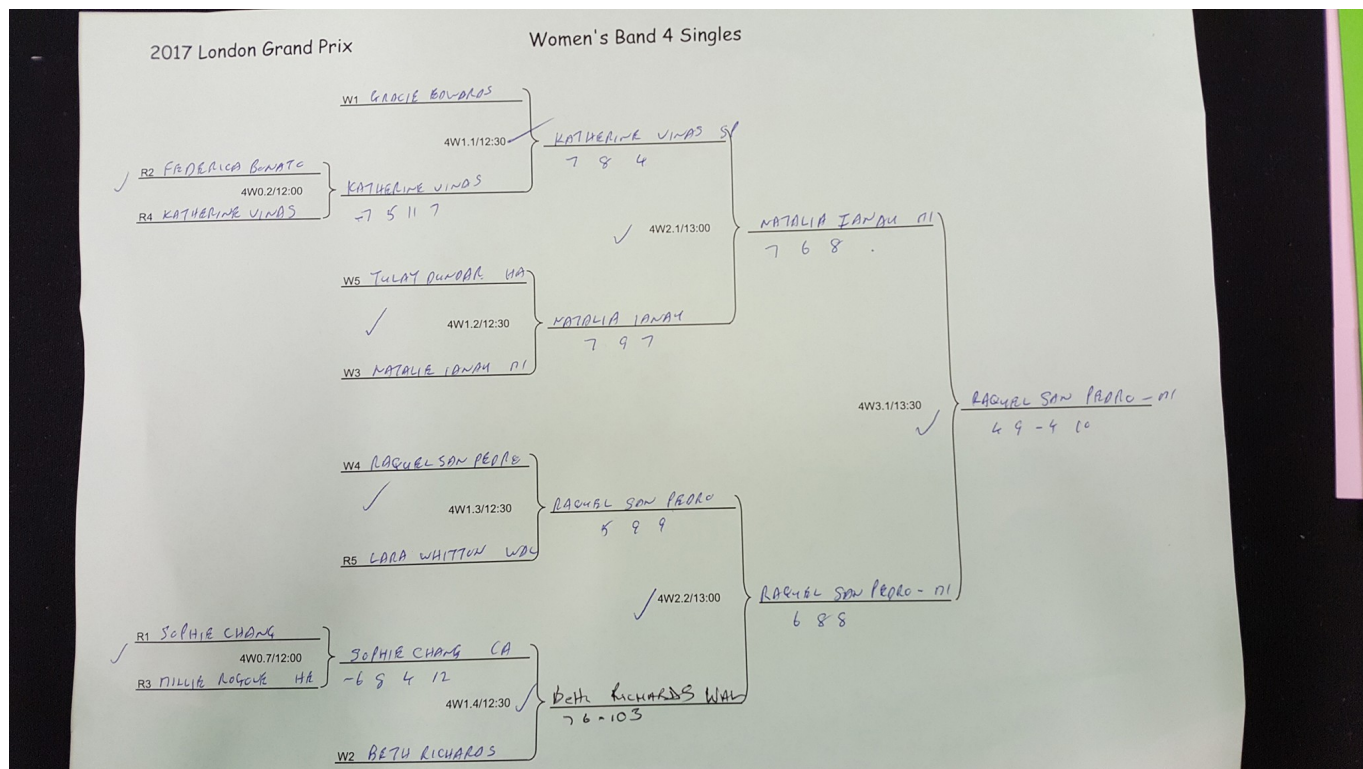 2017 London Grand Prix
Women's Band 4 Singles
W1 GRACIE EDWARDS
4W1.1/12:30
KATHERINE VINAS
7 8 4
R2 FEDERICA BONATO
4W0.2/12:00
R4 KATHERINE VINAS
KATHERINE VINAS
-7 5 11 7
4W2.1/13:00
NATALIA IANAU MI
7 6 8
W5 TULAY DUNDAR HA
4W1.2/12:30
NATALIA IANAU
7 9 7
W3 NATALIE IANAU MI
4W3.1/13:30
RAQUEL SAN PEDRO - MI
4 9 -4 10
W4 RAQUEL SAN PEDRO
4W1.3/12:30
RAQUEL SAN PEDRO
5 9 9
R5 LARA WHITTON WAL
4W2.2/13:00
RAQUEL SAN PEDRO - MI
6 8 8
R1 SOPHIE CHANG
4W0.7/12:00
R3 MILLIE ROGOVE HE
SOPHIE CHANG CA
-6 8 4 12
4W1.4/12:30
Beth RICHARDS WAL
7 6 -10 3
W2 BETH RICHARDS